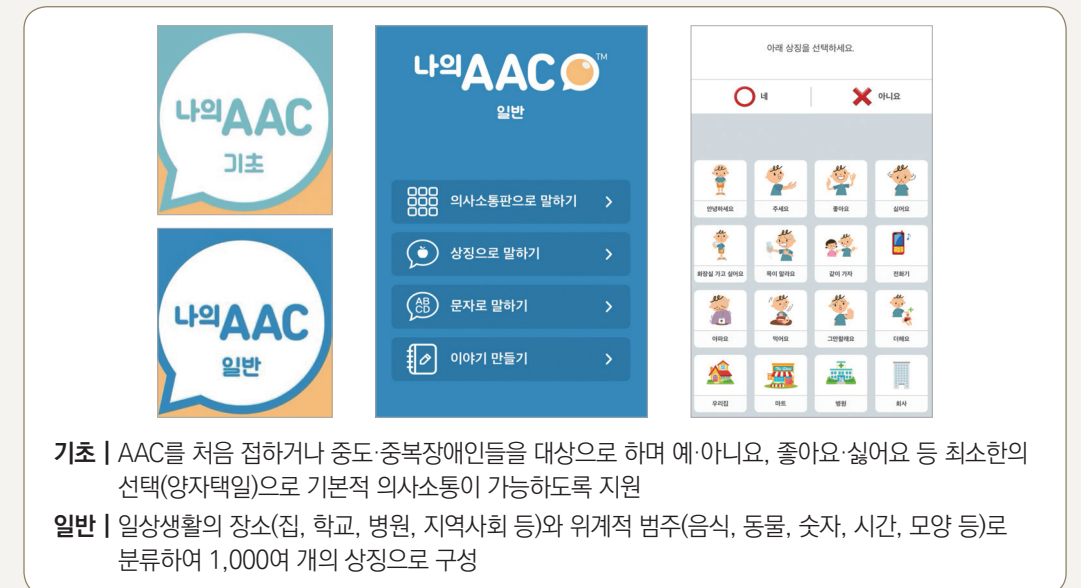 나의AAC
기초
나의AAC
일반
나의AAC TM
일반
의사소통판으로 말하기
상징으로 말하기
AB
CD
문자로 말하기
이야기 만들기
아래 상징을 선택하세요.
네
아니요
안녕하세요 주세요 좋아요 싫어요
화장실 가고 싶어요 목이 말라요 같이 가자 전화기
아파요 먹어요 그만할래요 더해요
우리집 마트 병원 회사
기초 | AAC를 처음 접하거나 중도·중복장애인들을 대상으로 하며 예·아니요, 좋아요·싫어요 등 최소한의
선택(양자택일)으로 기본적 의사소통이 가능하도록 지원
일반 | 일상생활의 장소(집, 학교, 병원, 지역사회 등)와 위계적 범주(음식, 동물, 숫자, 시간, 모양 등)로
분류하여 1,000여 개의 상징으로 구성